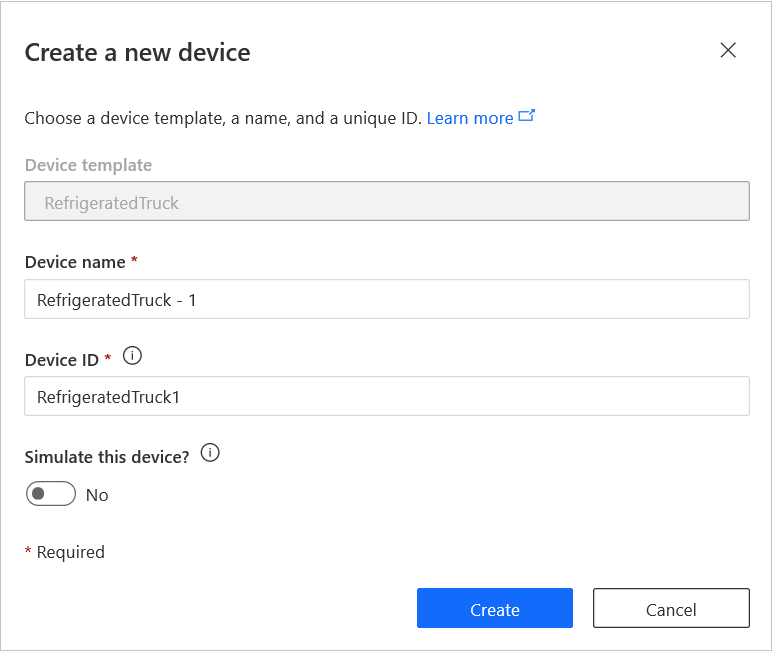 Create a new device
Choose a device template, a name, and a unique ID. Learn more
Device template
RefrigeratedTruck
Device name *
RefrigeratedTruck - 1
Device ID *
RefrigeratedTruck1
Simulate this device?
No
* Required
Create Cancel